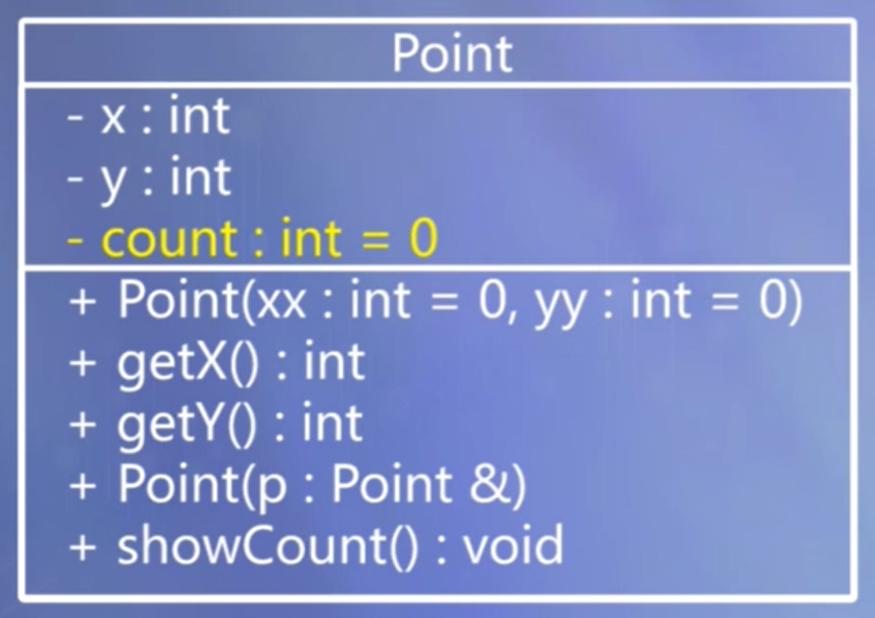 Point
- x : int
- y : int
- count : int = 0
+ Point(xx : int = 0, yy : int = 0)
+ getX() : int
+ getY() : int
+ Point(p : Point &)
+ showCount() : void